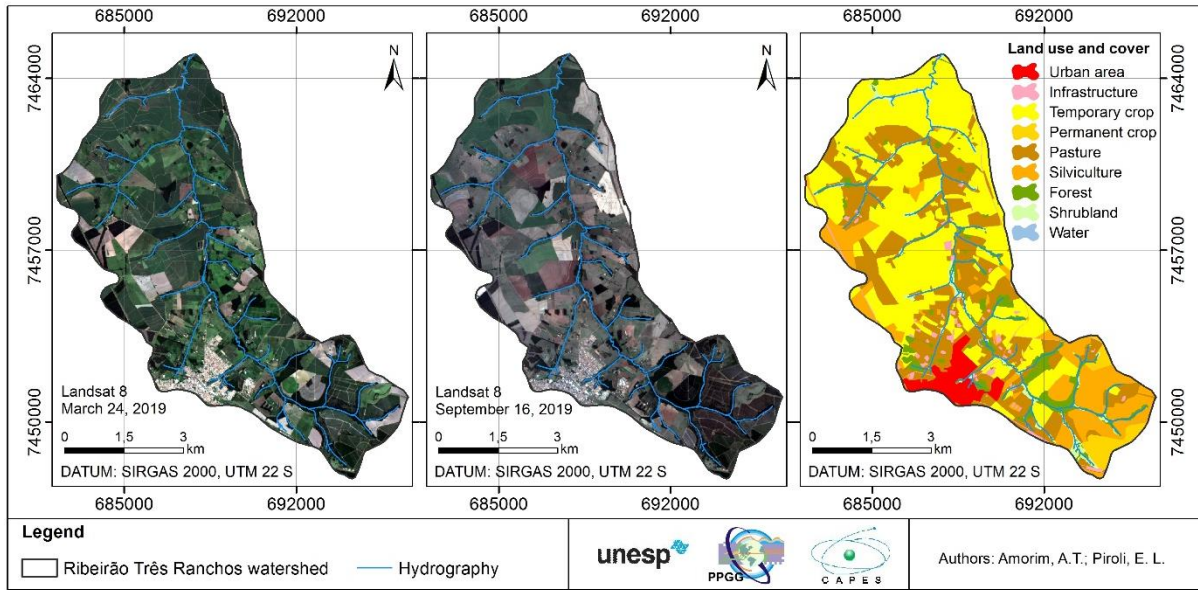 685000 692000 685000 692000 685000 692000
7464000
7457000
7450000
N
Landsat 8
March 24, 2019
0 1,5 3
km
DATUM: SIRGAS 2000, UTM 22 S
N
Landsat 8
September 16, 2019
0 1,5 3
km
DATUM: SIRGAS 2000, UTM 22 S
Land use and cover
Urban area
Infrastructure
Temporary crop
Permanent crop
Pasture
Silviculture
Forest
Shrubland
Water
0 1,5 3
km
DATUM: SIRGAS 2000, UTM 22 S
7464000
7457000
7450000
685000 692000 685000 692000 685000 692000
Legend
Ribeirão Três Ranchos watershed
Hydrography
unesp
PPGG
CAPES
Authors: Amorim, A.T.; Piroli, E. L.